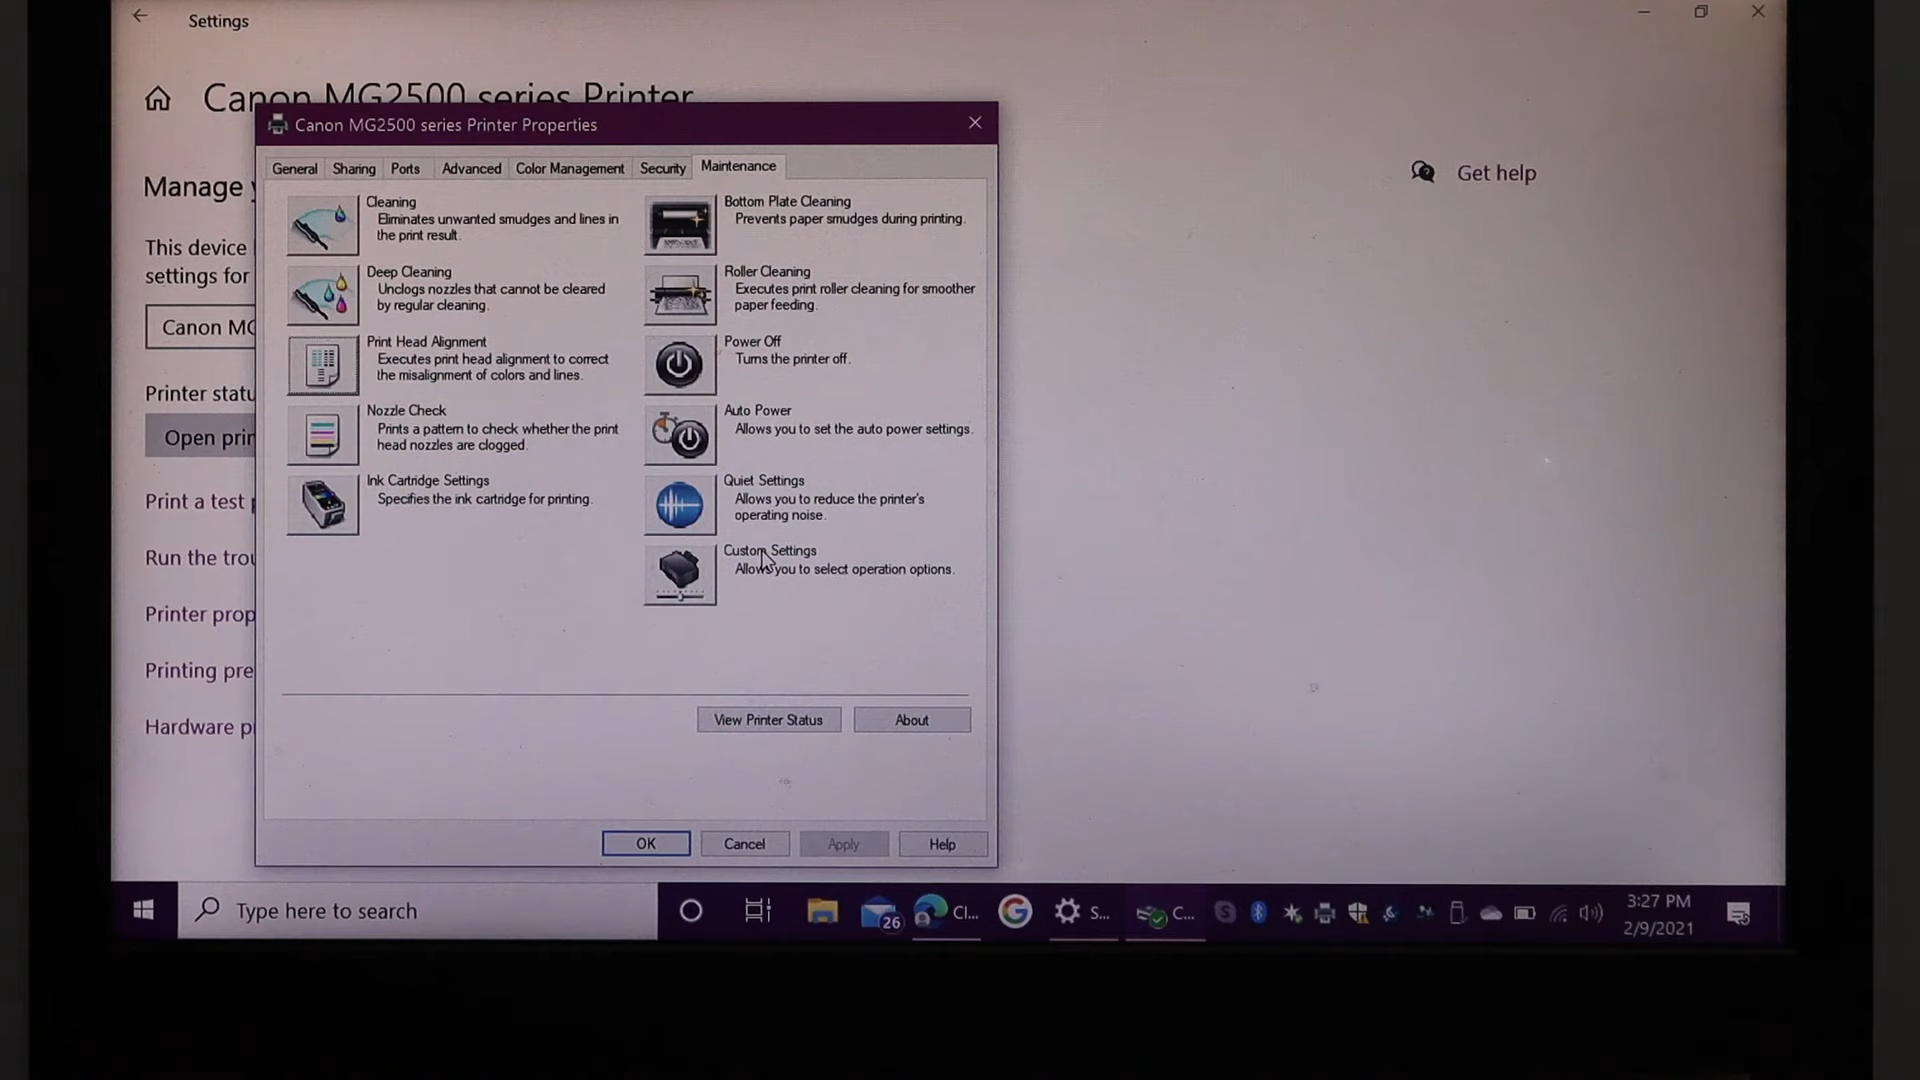 Settings
Canon MG2500 series Printer
Canon MG2500 series Printer Properties
General
Sharing
Ports
Advanced
Color Management
Security
Maintenance
Manage
Get help
Cleaning
Eliminates unwanted smudges and lines in
the print result.
Bottom Plate Cleaning
Prevents paper smudges during printing.
This device
settings for
Deep Cleaning
Unclogs nozzles that cannot be cleared
by regular cleaning.
Roller Cleaning
Executes print roller cleaning for smoother
paper feeding.
Canon MG
Print Head Alignment
Executes print head alignment to correct
the misalignment of colors and lines.
Power Off
Turns the printer off.
Printer statu
Open prin
Nozzle Check
Prints a pattern to check whether the print
head nozzles are clogged.
Auto Power
Allows you to set the auto power settings.
Print a test
Ink Cartridge Settings
Specifies the ink cartridge for printing.
Quiet Settings
Allows you to reduce the printer's
operating noise.
Run the trou
Custom Settings
Allows you to select operation options.
Printer prop
Printing pre
Hardware p
View Printer Status
About
OK
Cancel
Apply
Help
Type here to search
26
Cl...
S...
C...
3:27 PM
2/9/2021